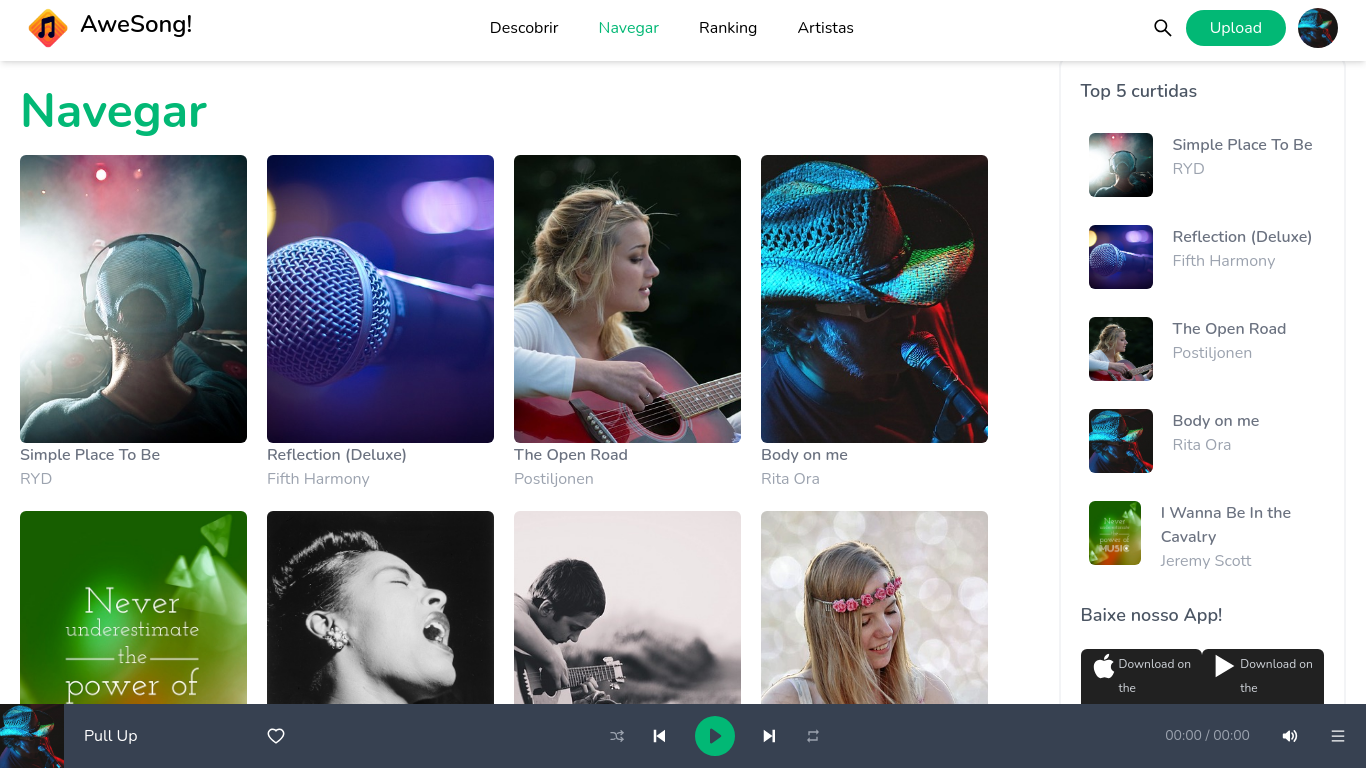 AweSong!
Descobrir
Navegar
Ranking
Artistas
Upload
Navegar
Simple Place To Be
RYD
Reflection (Deluxe)
Fifth Harmony
The Open Road
Postiljonen
Body on me
Rita Ora
Never
underestimate
the
power of
Top 5 curtidas
Simple Place To Be
RYD
Reflection (Deluxe)
Fifth Harmony
The Open Road
Postiljonen
Body on me
Rita Ora
Never
underestimate
the
power of
MUSIC
I Wanna Be In the
Cavalry
Jeremy Scott
Baixe nosso App!
Download on
the
Download on
the
Pull Up
00:00 / 00:00